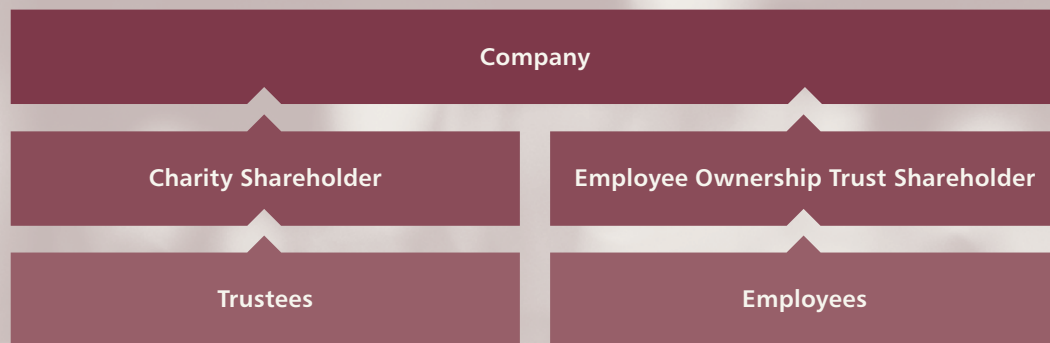 Company
Charity Shareholder
Employee Ownership Trust Shareholder
Trustees
Employees